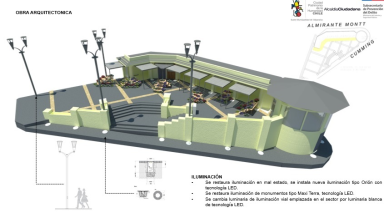 OBRA ARQUITECTONICA
AlcaldíaCiudadana
ALMIRANTE MONTT
CUMMING
ILUMINACIÓN
• Se restaura iluminación en mal estado, se instala nueva iluminación tipo Orión con
tecnología LED.
• Se restaura iluminación de monumentos tipo Maxi Terra, tecnología LED.
• Se cambia luminaria de iluminación vial emplazada en el sector por luminaria blanca
de tecnología LED.